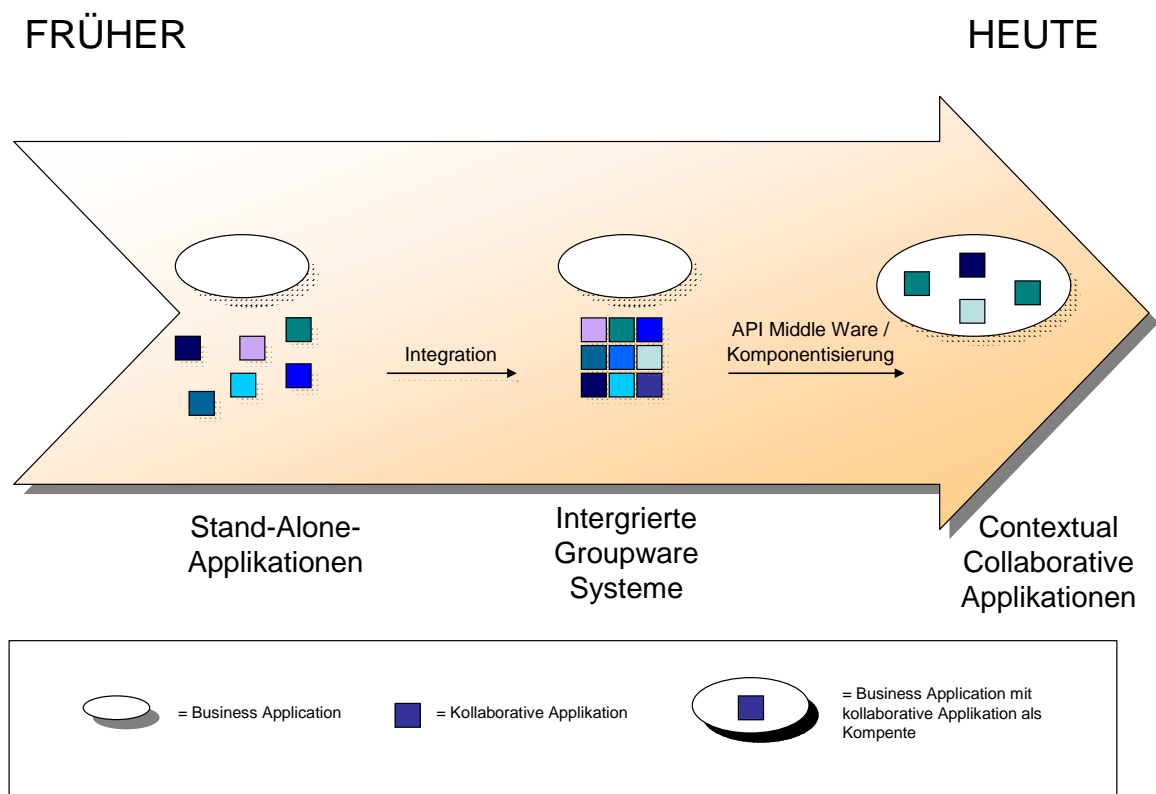 FRÜHER
HEUTE
Integration
API Middle Ware /
Komponentisierung
Stand-Alone-
Applikationen
Intergrierte
Groupware
Systeme
Contextual
Collaborative
Applikationen
= Business Application
= Kollaborative Applikation
= Business Application mit
kollaborative Applikation als
Kompente